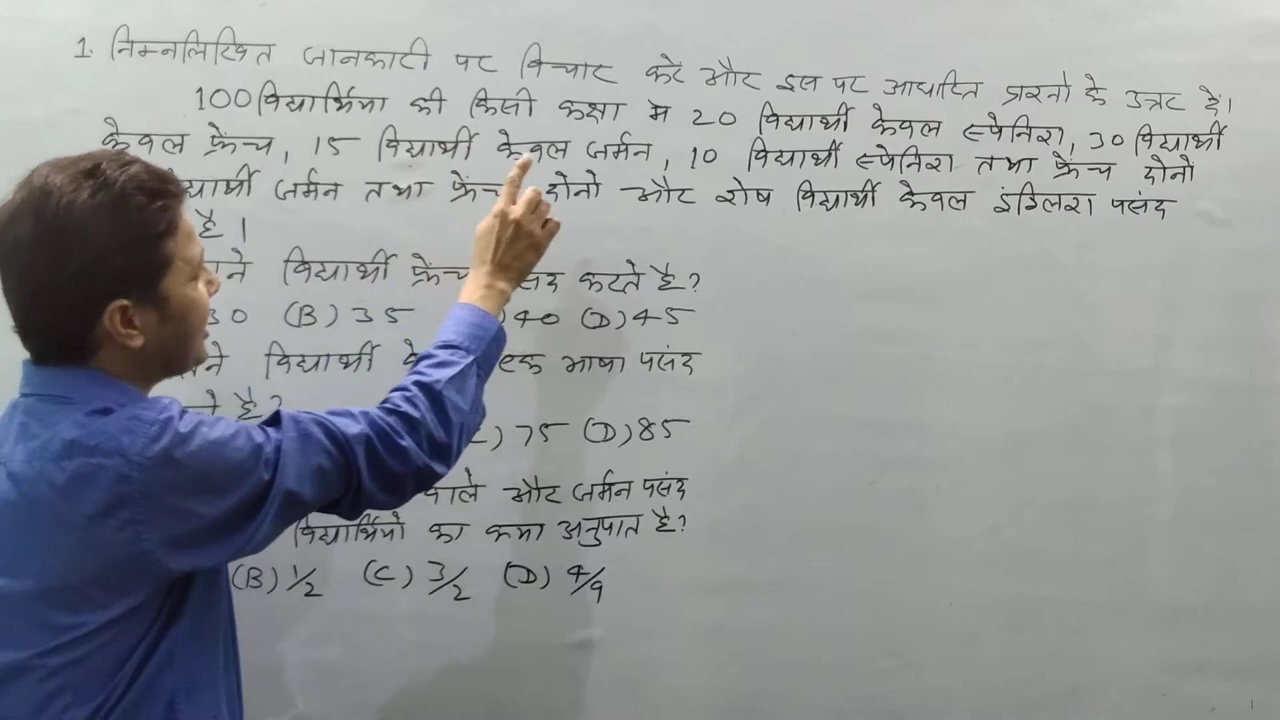 1. निम्नलिखित जानकारी पर विचार करे और इस पर आधारित प्रश्नो के उत्तर दें।
100 विद्यार्थियो की किसी कक्षा मे 20 विद्यार्थी केवल स्पेनिश, 30 विद्यार्थी
केवल फ्रेंच, 15 विद्यार्थी केवल जर्मन, 10 विद्यार्थी स्पेनिश तथा फ्रेंच दोनो
जर्मन तथा दोनो और शेष विद्यार्थी केवल इंग्लिश पसंद
है।
विद्यार्थी करते है?
30 (B) 35 40 (D) 45
विद्यार्थी एक भाषा पसंद
है?
75 (D) 85
वाले और जर्मन पसंद
विद्यार्थियो का क्या अनुपात है?
(B) 1/2 (C) 3/2 (D) 4/9